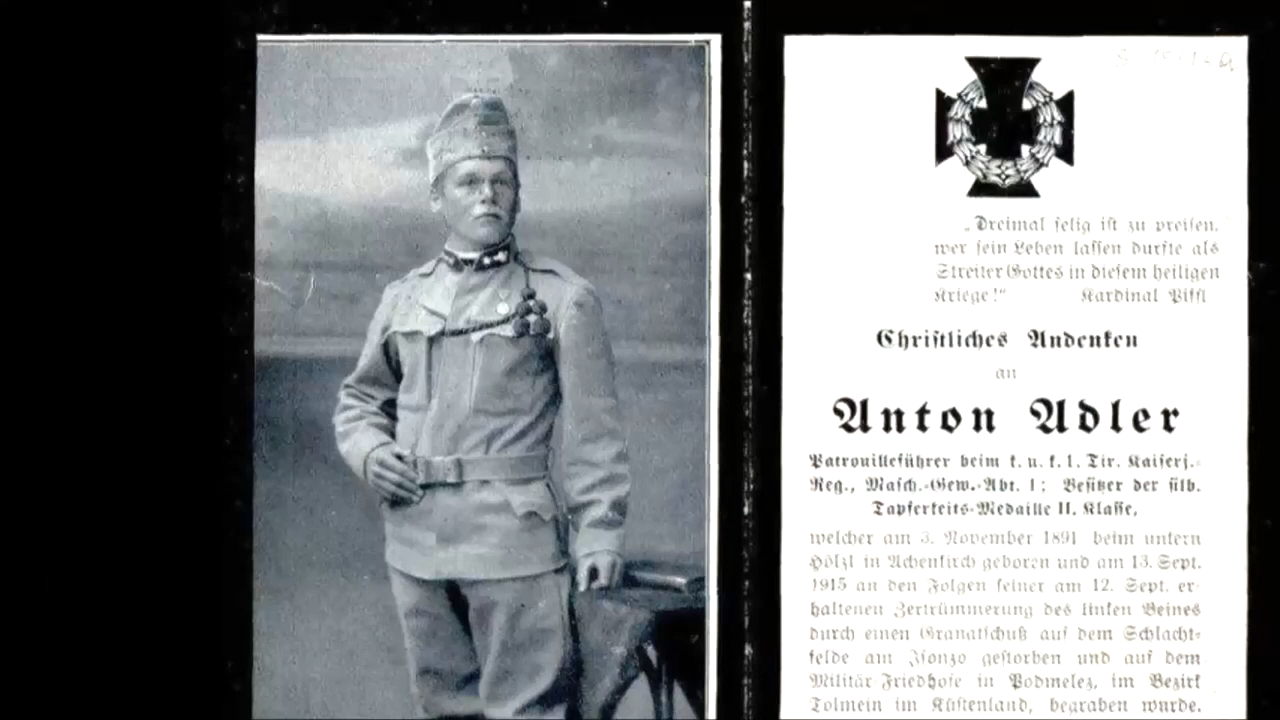 „Dreimal selig ist zu preisen,
wer sein Leben lassen durfte als
Streiter Gottes in diesem heiligen
Kriege!“ Kardinal Piffl
Christliches Andenken
an
Anton Adler
Patrouilleführer beim k. u. k. 1. Tir. Kaiserj.-
Reg., Masch.-Gew.-Abt. 1; Besitzer der silb.
Tapferkeits-Medaille II. Klasse,
welcher am 3. November 1891 beim untern
Hölzl in Achenkirch geboren und am 13. Sept.
1915 an den Folgen seiner am 12. Sept. er-
haltenen Zertrümmerung des linken Beines
durch einen Granatschuß auf dem Schlacht-
felde am Isonzo gestorben und auf dem
Militär-Friedhofe in Podmelez, im Bezirk
Tolmein im Küstenland, begraben wurde.